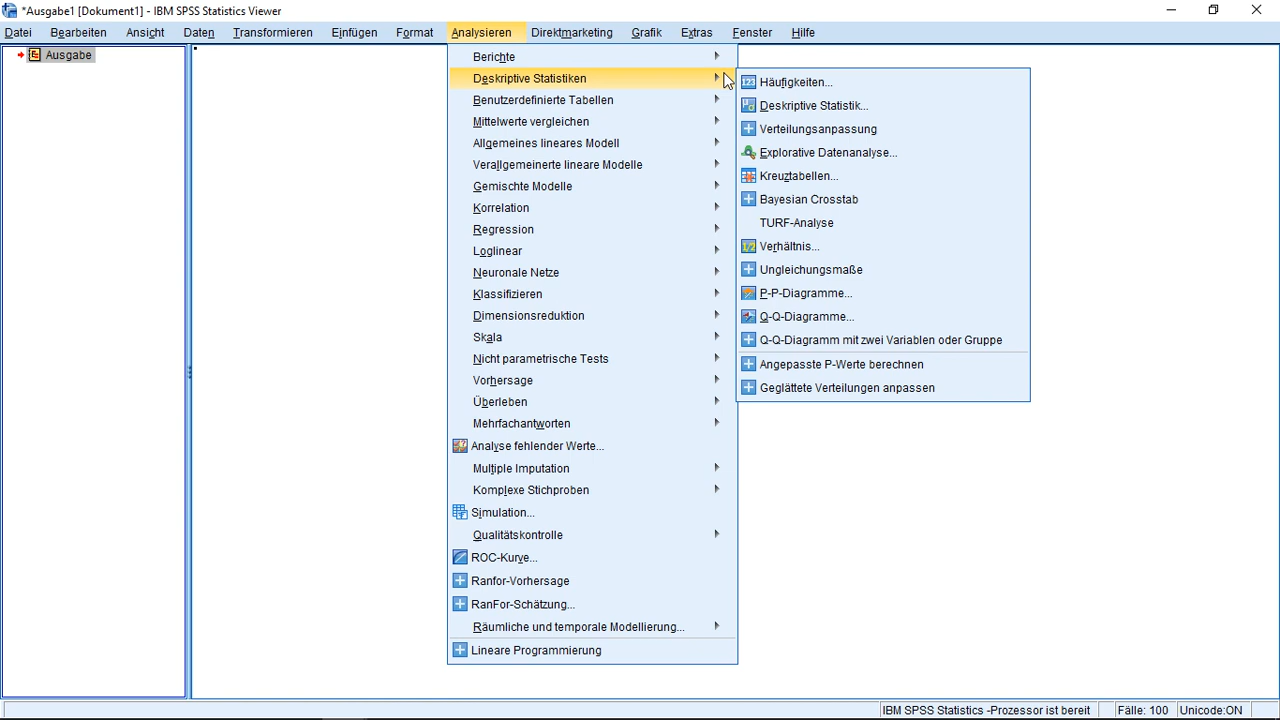 *Ausgabe1 [Dokument1] - IBM SPSS Statistics Viewer
Datei Bearbeiten Ansicht Daten Transformieren Einfügen Format Analysieren Direktmarketing Grafik Extras Fenster Hilfe
Ausgabe
Berichte
Deskriptive Statistiken
Benutzerdefinierte Tabellen
Mittelwerte vergleichen
Allgemeines lineares Modell
Verallgemeinerte lineare Modelle
Gemischte Modelle
Korrelation
Regression
Loglinear
Neuronale Netze
Klassifizieren
Dimensionsreduktion
Skala
Nicht parametrische Tests
Vorhersage
Überleben
Mehrfachantworten
Analyse fehlender Werte...
Multiple Imputation
Komplexe Stichproben
Simulation...
Qualitätskontrolle
ROC-Kurve...
Ranfor-Vorhersage
RanFor-Schätzung...
Räumliche und temporale Modellierung...
Lineare Programmierung
Häufigkeiten...
Deskriptive Statistik...
Verteilungsanpassung
Explorative Datenanalyse...
Kreuztabellen...
Bayesian Crosstab
TURF-Analyse
Verhältnis...
Ungleichungsmaße
P-P-Diagramme...
Q-Q-Diagramme...
Q-Q-Diagramm mit zwei Variablen oder Gruppe
Angepasste P-Werte berechnen
Geglättete Verteilungen anpassen
IBM SPSS Statistics -Prozessor ist bereit Fälle: 100 Unicode:ON